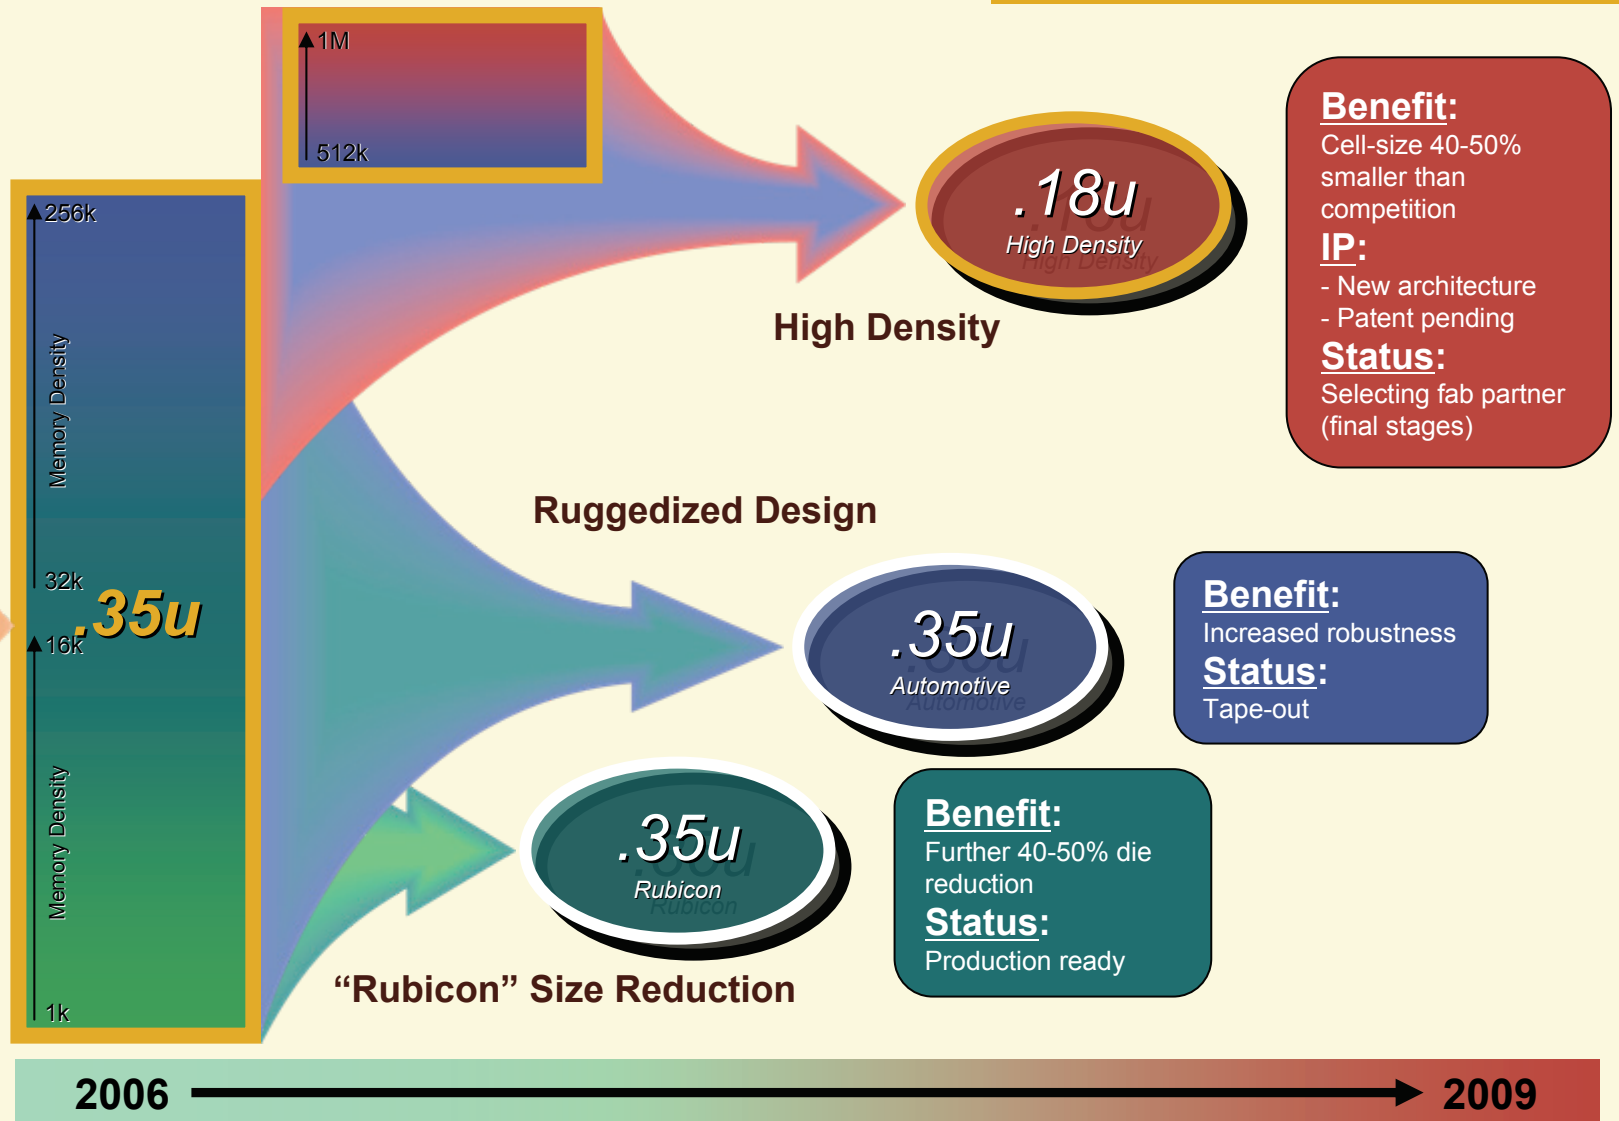 1M
512k
256k
Memory Density
32k
.35u
16k
Memory Density
1k
.18u
High Density
High Density
Benefit:
Cell-size 40-50%
smaller than
competition
IP:
- New architecture
- Patent pending
Status:
Selecting fab partner
(final stages)
Ruggedized Design
.35u
Automotive
Benefit:
Increased robustness
Status:
Tape-out
.35u
Rubicon
“Rubicon” Size Reduction
Benefit:
Further 40-50% die
reduction
Status:
Production ready
2006
2009